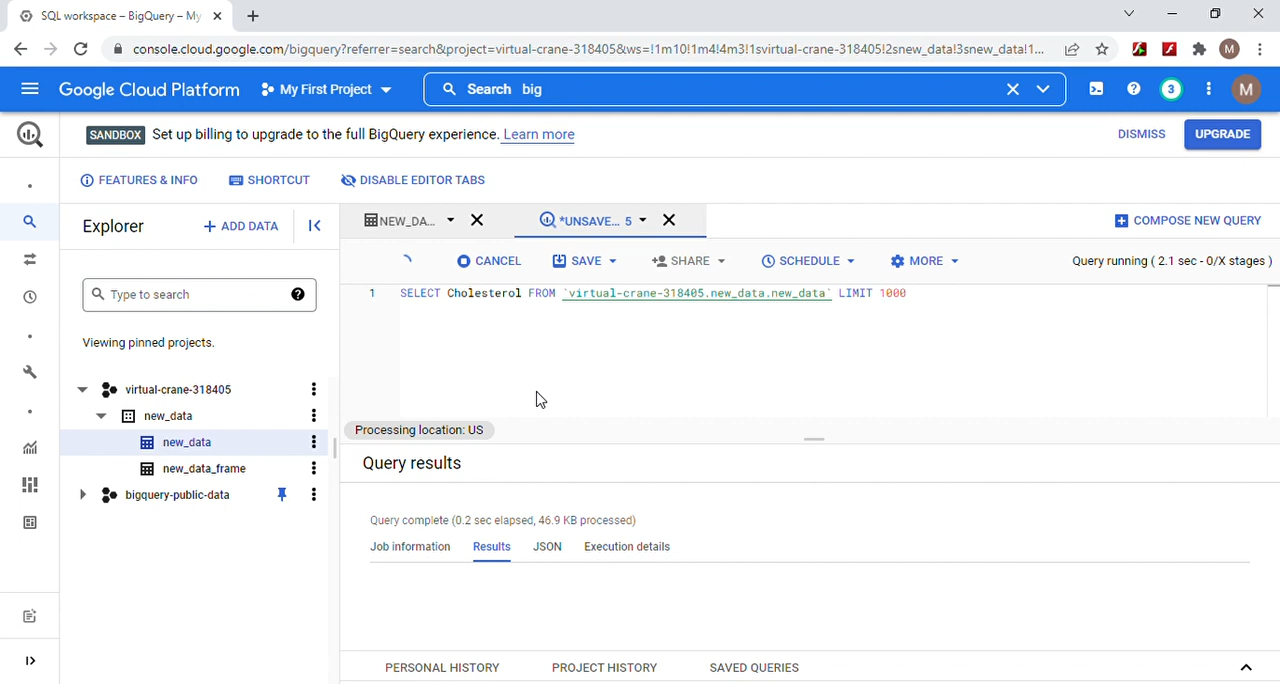 SQL workspace – BigQuery – My
console.cloud.google.com/bigquery?referrer=search&project=virtual-crane-318405&ws=!1m10!1m4!4m3!1svirtual-crane-318405!2snew_data!3snew_data!1...
M
Google Cloud Platform
My First Project
Search big
3
M
SANDBOX Set up billing to upgrade to the full BigQuery experience. Learn more
DISMISS
UPGRADE
FEATURES & INFO
SHORTCUT
DISABLE EDITOR TABS
Explorer
+ ADD DATA
NEW_DA...
*UNSAVE... 5
COMPOSE NEW QUERY
CANCEL
SAVE
SHARE
SCHEDULE
MORE
Query running ( 2.1 sec - 0/X stages )
Type to search
1 SELECT Cholesterol FROM `virtual-crane-318405.new_data.new_data` LIMIT 1000
Viewing pinned projects.
virtual-crane-318405
new_data
new_data
new_data_frame
bigquery-public-data
Processing location: US
Query results
Query complete (0.2 sec elapsed, 46.9 KB processed)
Job information
Results
JSON
Execution details
PERSONAL HISTORY
PROJECT HISTORY
SAVED QUERIES